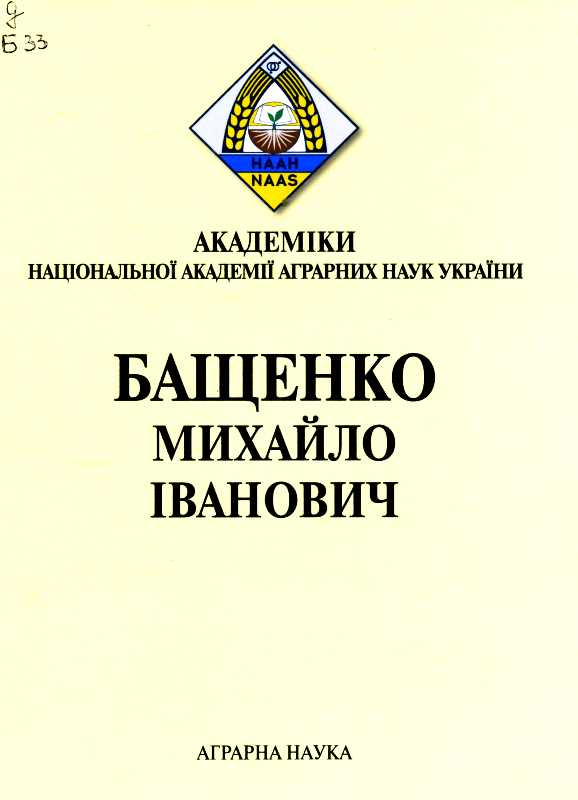 д
Б 33
НААН
NAAS
АКАДЕМІКИ
НАЦІОНАЛЬНОЇ АКАДЕМІЇ АГРАРНИХ НАУК УКРАЇНИ
БАЩЕНКО
МИХАЙЛО
ІВАНОВИЧ
АГРАРНА НАУКА